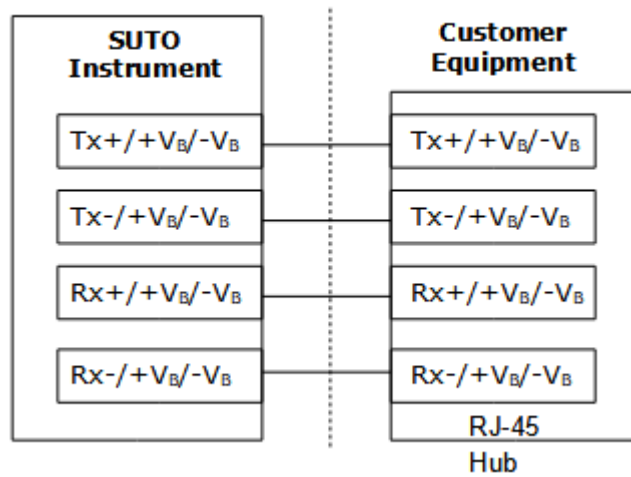 SUTO
Instrument
Customer
Equipment
Tx+/+VB/-VB
Tx+/+VB/-VB
Tx-/+VB/-VB
Tx-/+VB/-VB
Rx+/+VB/-VB
Rx+/+VB/-VB
Rx-/+VB/-VB
Rx-/+VB/-VB
RJ-45
Hub